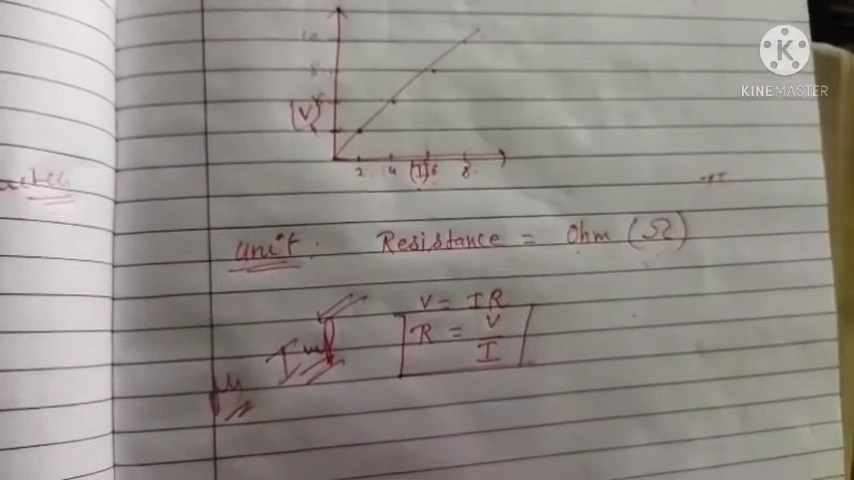 10
8
(V)
2 4 (I) 6 8
unit: Resistance = Ohm (Ω)
V = IR
R = V
I
K
KINEMASTER